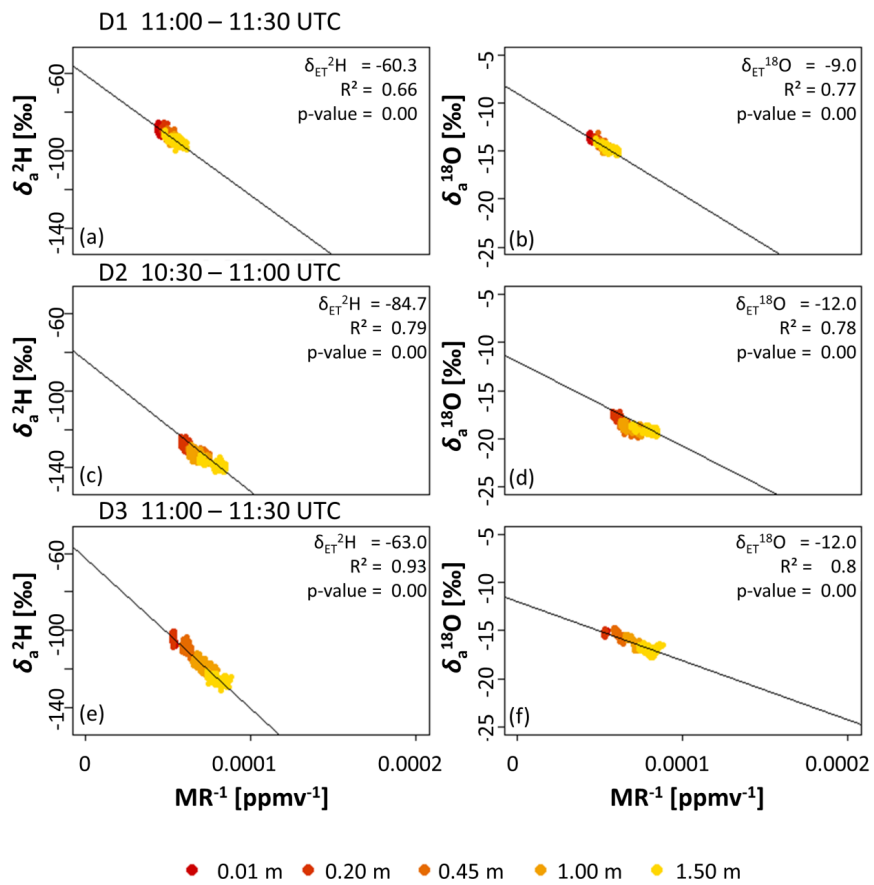 D1 11:00 – 11:30 UTC
δa 2H [‰]
-60
-100
-140
δET2H = -60.3
R² = 0.66
p-value = 0.00
(a)
δa 18O [‰]
-5
-10
-15
-20
-25
δET18O = -9.0
R² = 0.77
p-value = 0.00
(b)
D2 10:30 – 11:00 UTC
δa 2H [‰]
-60
-100
-140
δET2H = -84.7
R² = 0.79
p-value = 0.00
(c)
δa 18O [‰]
-5
-10
-15
-20
-25
δET18O = -12.0
R² = 0.78
p-value = 0.00
(d)
D3 11:00 – 11:30 UTC
δa 2H [‰]
-60
-100
-140
δET2H = -63.0
R² = 0.93
p-value = 0.00
(e)
0 0.0001 0.0002
MR-1 [ppmv-1]
δa 18O [‰]
-5
-10
-15
-20
-25
δET18O = -12.0
R² = 0.8
p-value = 0.00
(f)
0 0.0001 0.0002
MR-1 [ppmv-1]
0.01 m 0.20 m 0.45 m 1.00 m 1.50 m